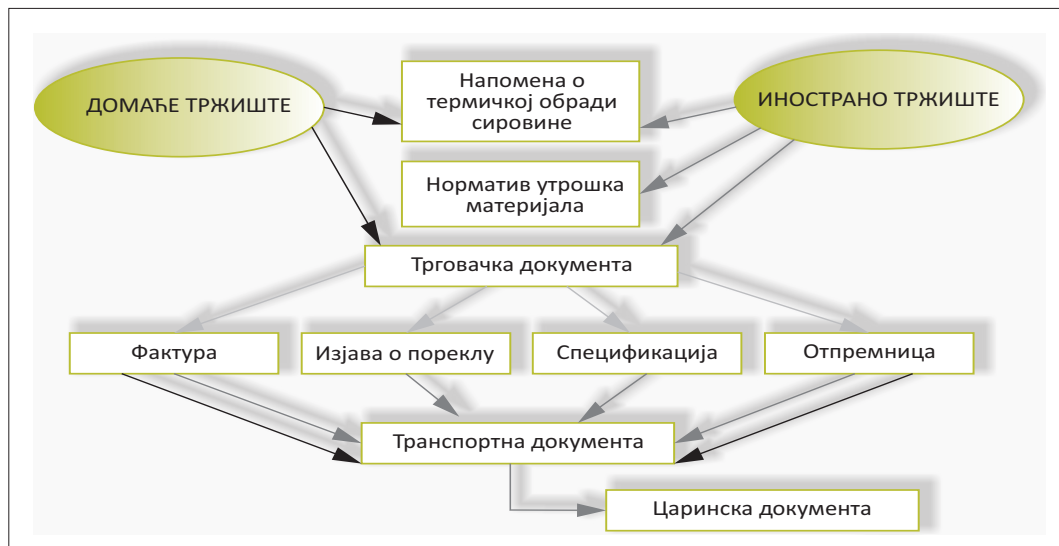 ДОМАЋЕ ТРЖИШТЕ
Напомена о
термичкој обради
сировине
ИНОСТРАНО ТРЖИШТЕ
Норматив утрошка
материјала
Трговачка документа
Фактура
Изјава о пореклу
Спецификација
Отпремница
Транспортна документа
Царинска документа